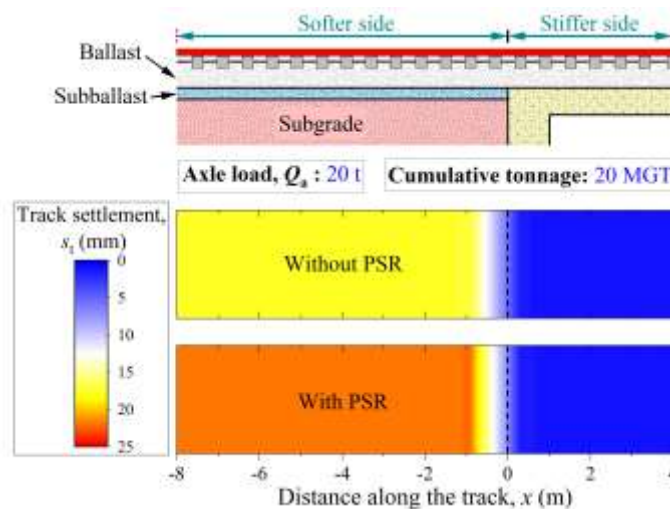 Softer side
Stiffer side
Ballast
Subballast
Subgrade
Axle load, Qa : 20 t
Cumulative tonnage: 20 MGT
Track settlement,
st (mm)
0
5
10
15
20
25
Without PSR
With PSR
-8 -6 -4 -2 0 2 4
Distance along the track, x (m)